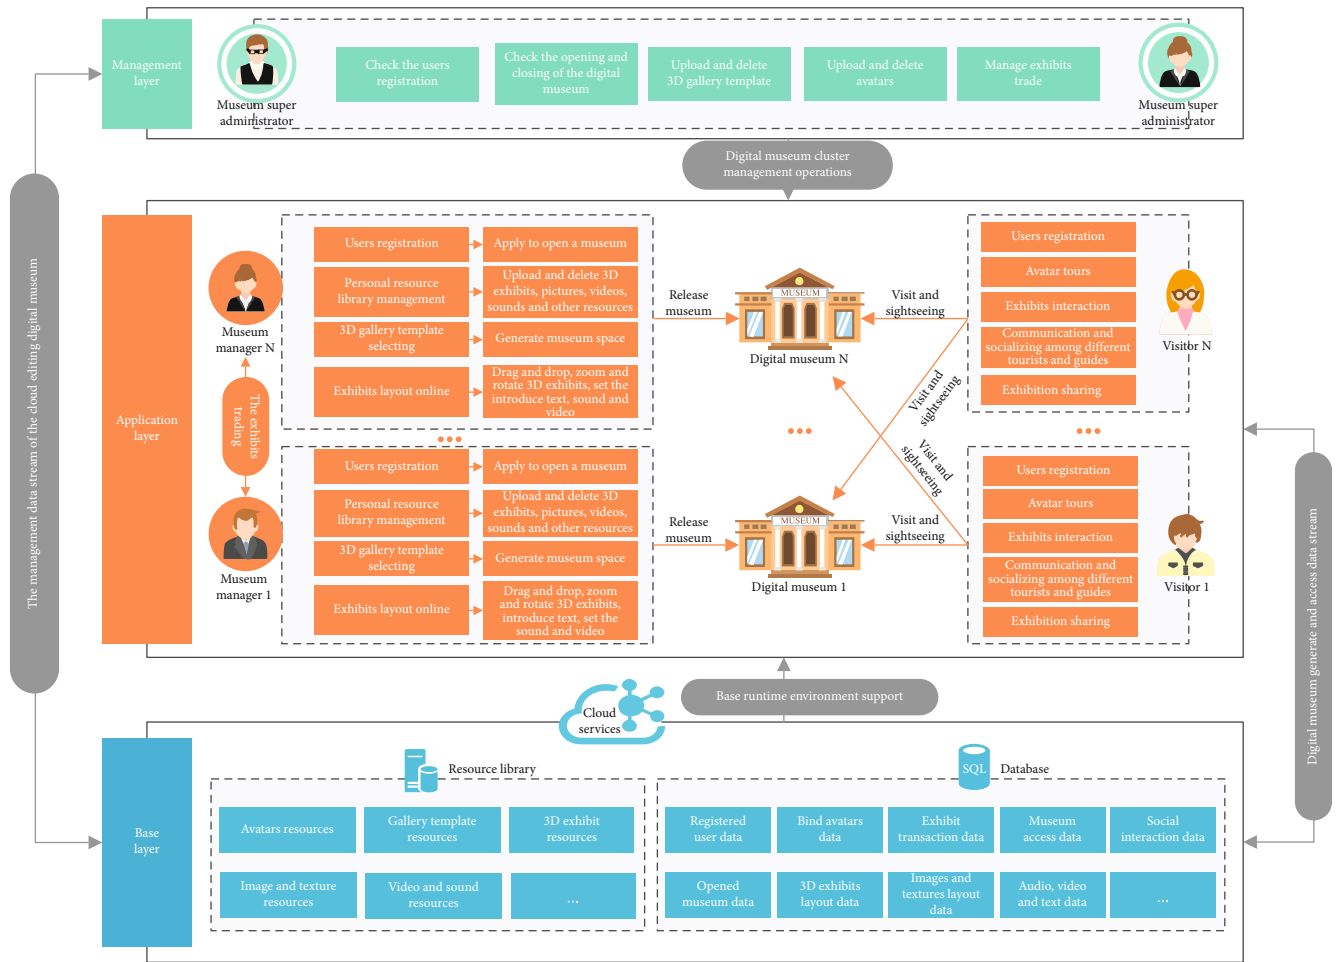 Management
layer
Museum super
administrator
Check the users
registration
Check the opening and
closing of the digital
museum
Upload and delete
3D gallery template
Upload and delete
avatars
Manage exhibits
trade
Museum super
administrator
Digital museum cluster
management operations
The management data stream of the cloud editing digital museum
Application
layer
Museum
manager N
The exhibits
trading
Museum
manager 1
Users registration
Apply to open a museum
Personal resource
library management
Upload and delete 3D
exhibits, pictures, videos,
sounds and other resources
3D gallery template
selecting
Generate museum space
Exhibits layout online
Drag and drop, zoom and
rotate 3D exhibits, set the
introduce text, sound and
video
...
Users registration
Apply to open a museum
Personal resource
library management
Upload and delete 3D
exhibits, pictures, videos,
sounds and other resources
3D gallery template
selecting
Generate museum space
Exhibits layout online
Drag and drop, zoom
and rotate 3D exhibits,
introduce text, set the
sound and video
Release
museum
MUSEUM
Digital museum N
Visit and
sightseeing
Visit and
sightseeing
...
Visit and
sightseeing
Release
museum
MUSEUM
Digital museum 1
Visit and
sightseeing
Users registration
Avatar tours
Exhibits interaction
Communication and
socializing among different
tourists and guides
Exhibition sharing
Visitor N
...
Users registration
Avatar tours
Exhibits interaction
Communication and
socializing among different
tourists and guides
Exhibition sharing
Visitor 1
Digital museum generate and access data stream
Base runtime environment support
Cloud
services
Base
layer
Resource library
Avatars resources
Gallery template
resources
3D exhibit
resources
Image and texture
resources
Video and sound
resources
...
SQL
Database
Registered
user data
Bind avatars
data
Exhibit
transaction data
Museum
access data
Social
interaction data
Opened
museum data
3D exhibits
layout data
Images and
textures layout
data
Audio, video
and text data
...